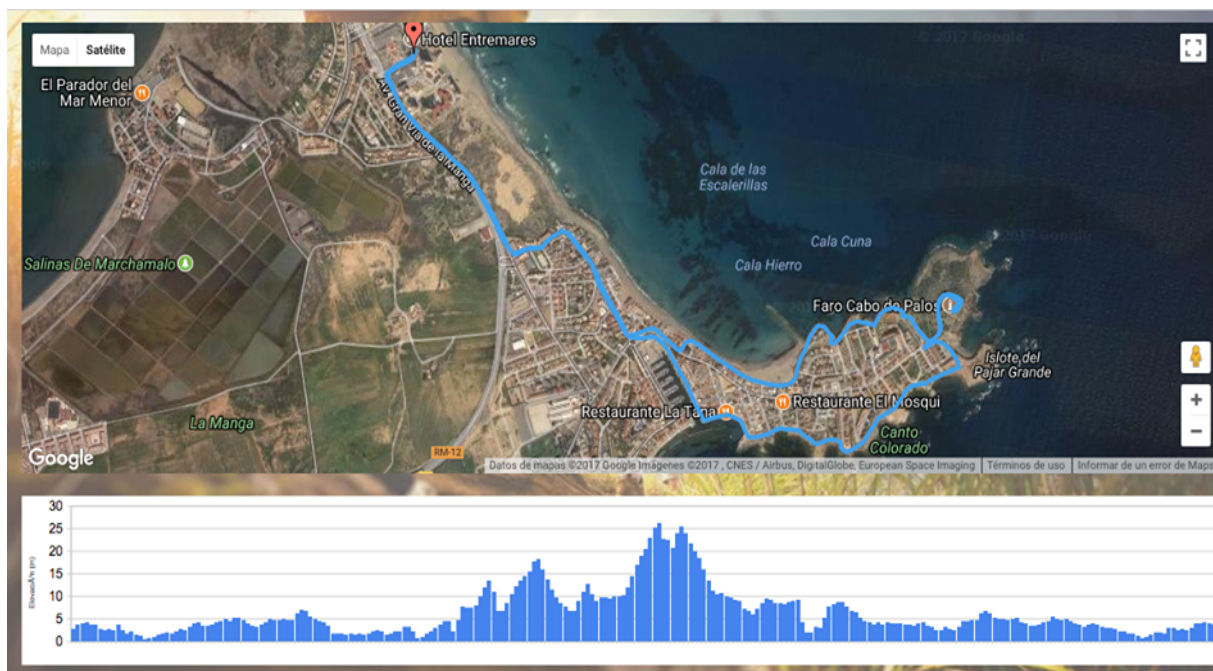 © 2017 Google
Mapa Satélite
Hotel Entremares
El Parador del
Mar Menor
Av. Gran Vía de la Manga
Cala de las
Escalerillas
Cala Cuna
Cala Hierro
Salinas De Marchamalo
©2017 Google
Faro Cabo de Palos
Islote del
Pajar Grande
Restaurante La Tana
Restaurante El Mosqui
La Manga
Canto
Colorado
RM-12
Google
Datos de mapas ©2017 Google Imágenes ©2017 , CNES / Airbus, DigitalGlobe, European Space Imaging Términos de uso Informar de un error de Maps
30
25
20
15
10
5
0
ElevaciÃ³n (m)